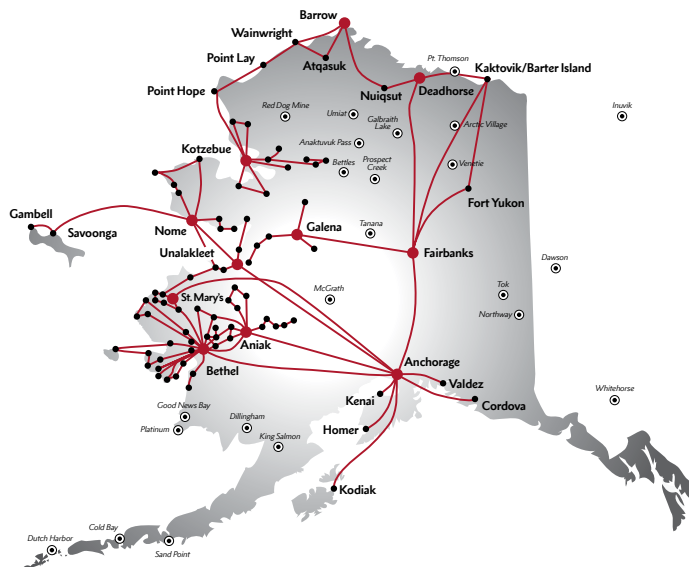 Barrow
Wainwright
Point Lay
Atqasuk
Pt. Thomson
Kaktovik/Barter Island
Point Hope
Nuiqsut
Deadhorse
Red Dog Mine
Umiat
Galbraith
Lake
Arctic Village
Inuvik
Kotzebue
Anaktuvuk Pass
Bettles
Prospect
Creek
Venetie
Fort Yukon
Gambell
Savoonga
Nome
Galena
Tanana
Unalakleet
Fairbanks
Dawson
St. Mary's
McGrath
Tok
Northway
Aniak
Bethel
Anchorage
Valdez
Kenai
Cordova
Whitehorse
Good News Bay
Platinum
Dillingham
Homer
King Salmon
Kodiak
Cold Bay
Dutch Harbor
Sand Point